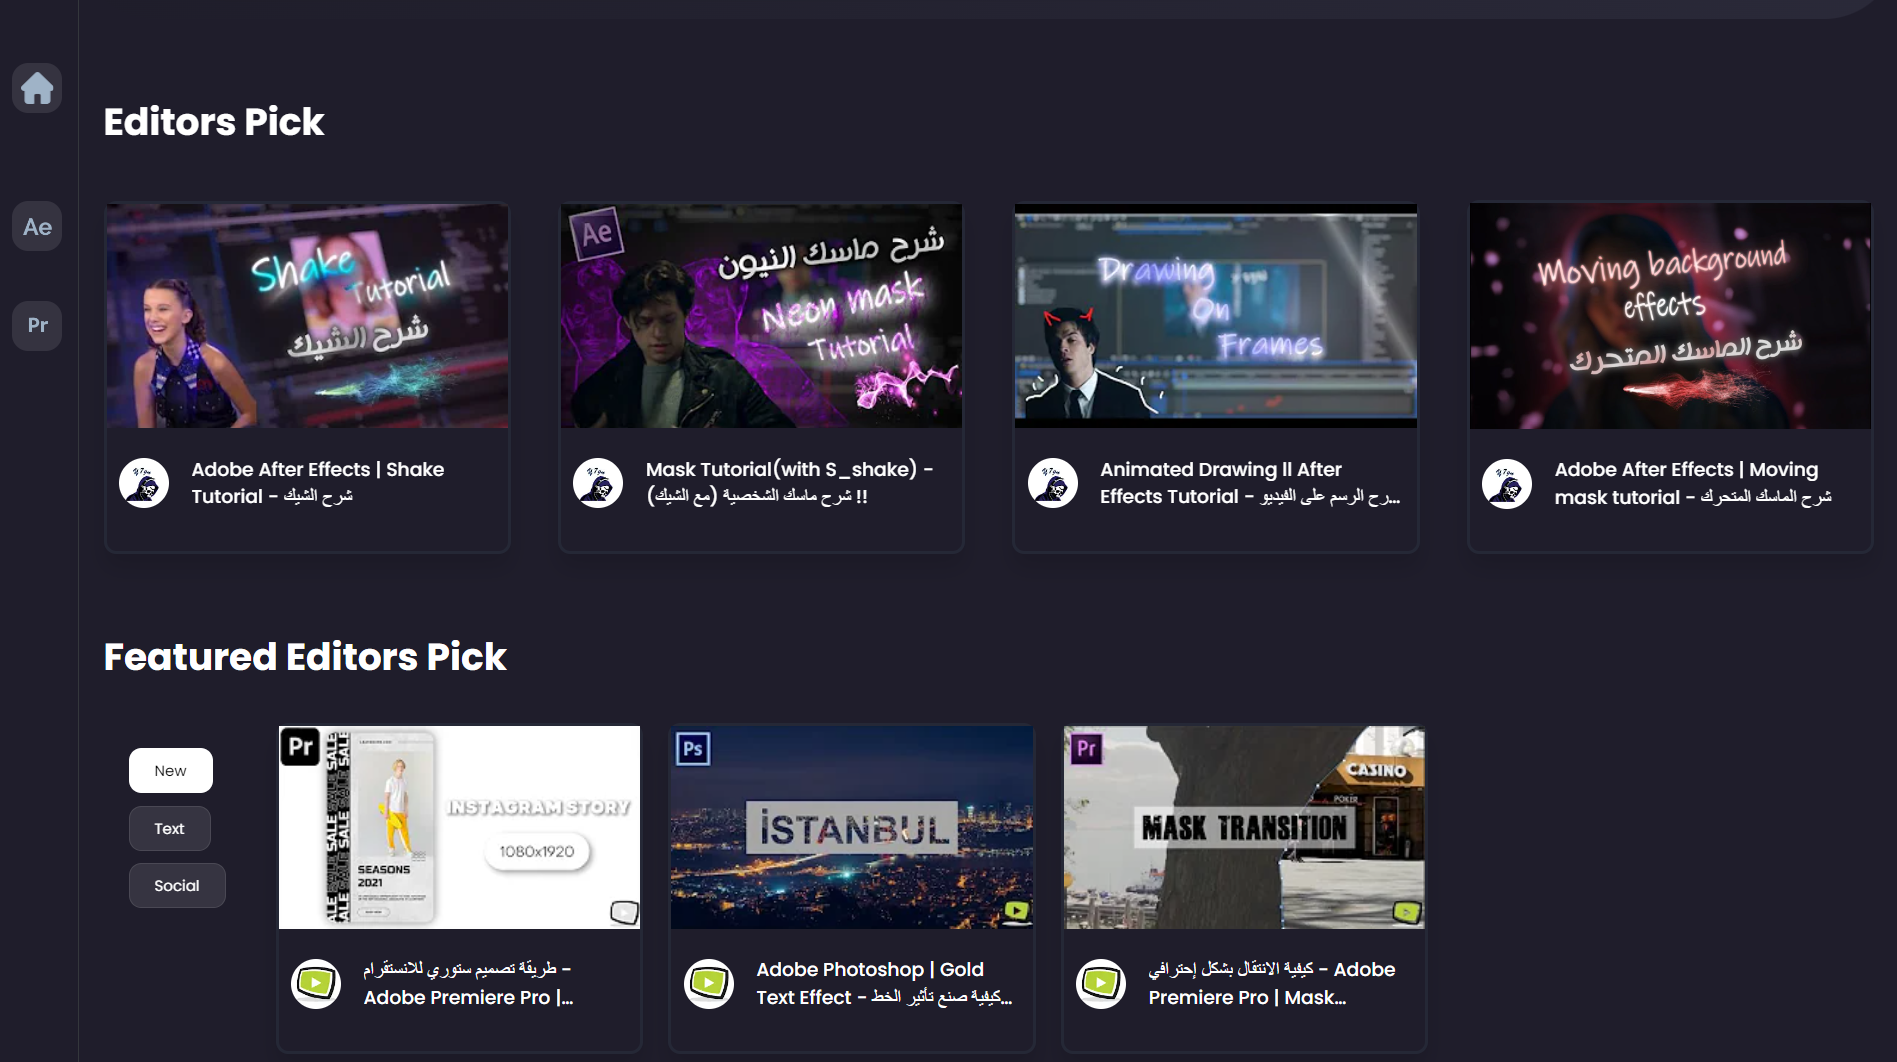 Editors Pick
Ae
Pr
Shake
Tutorial
شرح الشيك
Adobe After Effects | Shake
Tutorial - شرح الشيك
Ae
شرح ماسك النيون
Neon mask
Tutorial
Mask Tutorial(with S_shake) -
شرح ماسك الشخصية (مع الشيك) !!
Drawing
On
Frames
Animated Drawing ll After
Effects Tutorial - رح الرسم على الفيديو...
Moving background
effects
شرح الماسك المتحرك
Adobe After Effects | Moving
mask tutorial - شرح الماسك المتحرك
Featured Editors Pick
New
Text
Social
Pr
SALE SALE SALE SALE
SEASONS
2021
INSTAGRAM STORY
1080x1920
طريقة تصميم ستوري للانستقرام -
Adobe Premiere Pro |...
Ps
İSTANBUL
Adobe Photoshop | Gold
Text Effect - كيفية صنع تأثير الخط...
Pr
CASINO
POKER
MASK TRANSITION
كيفية الانتقال بشكل إحترافي - Adobe
Premiere Pro | Mask...